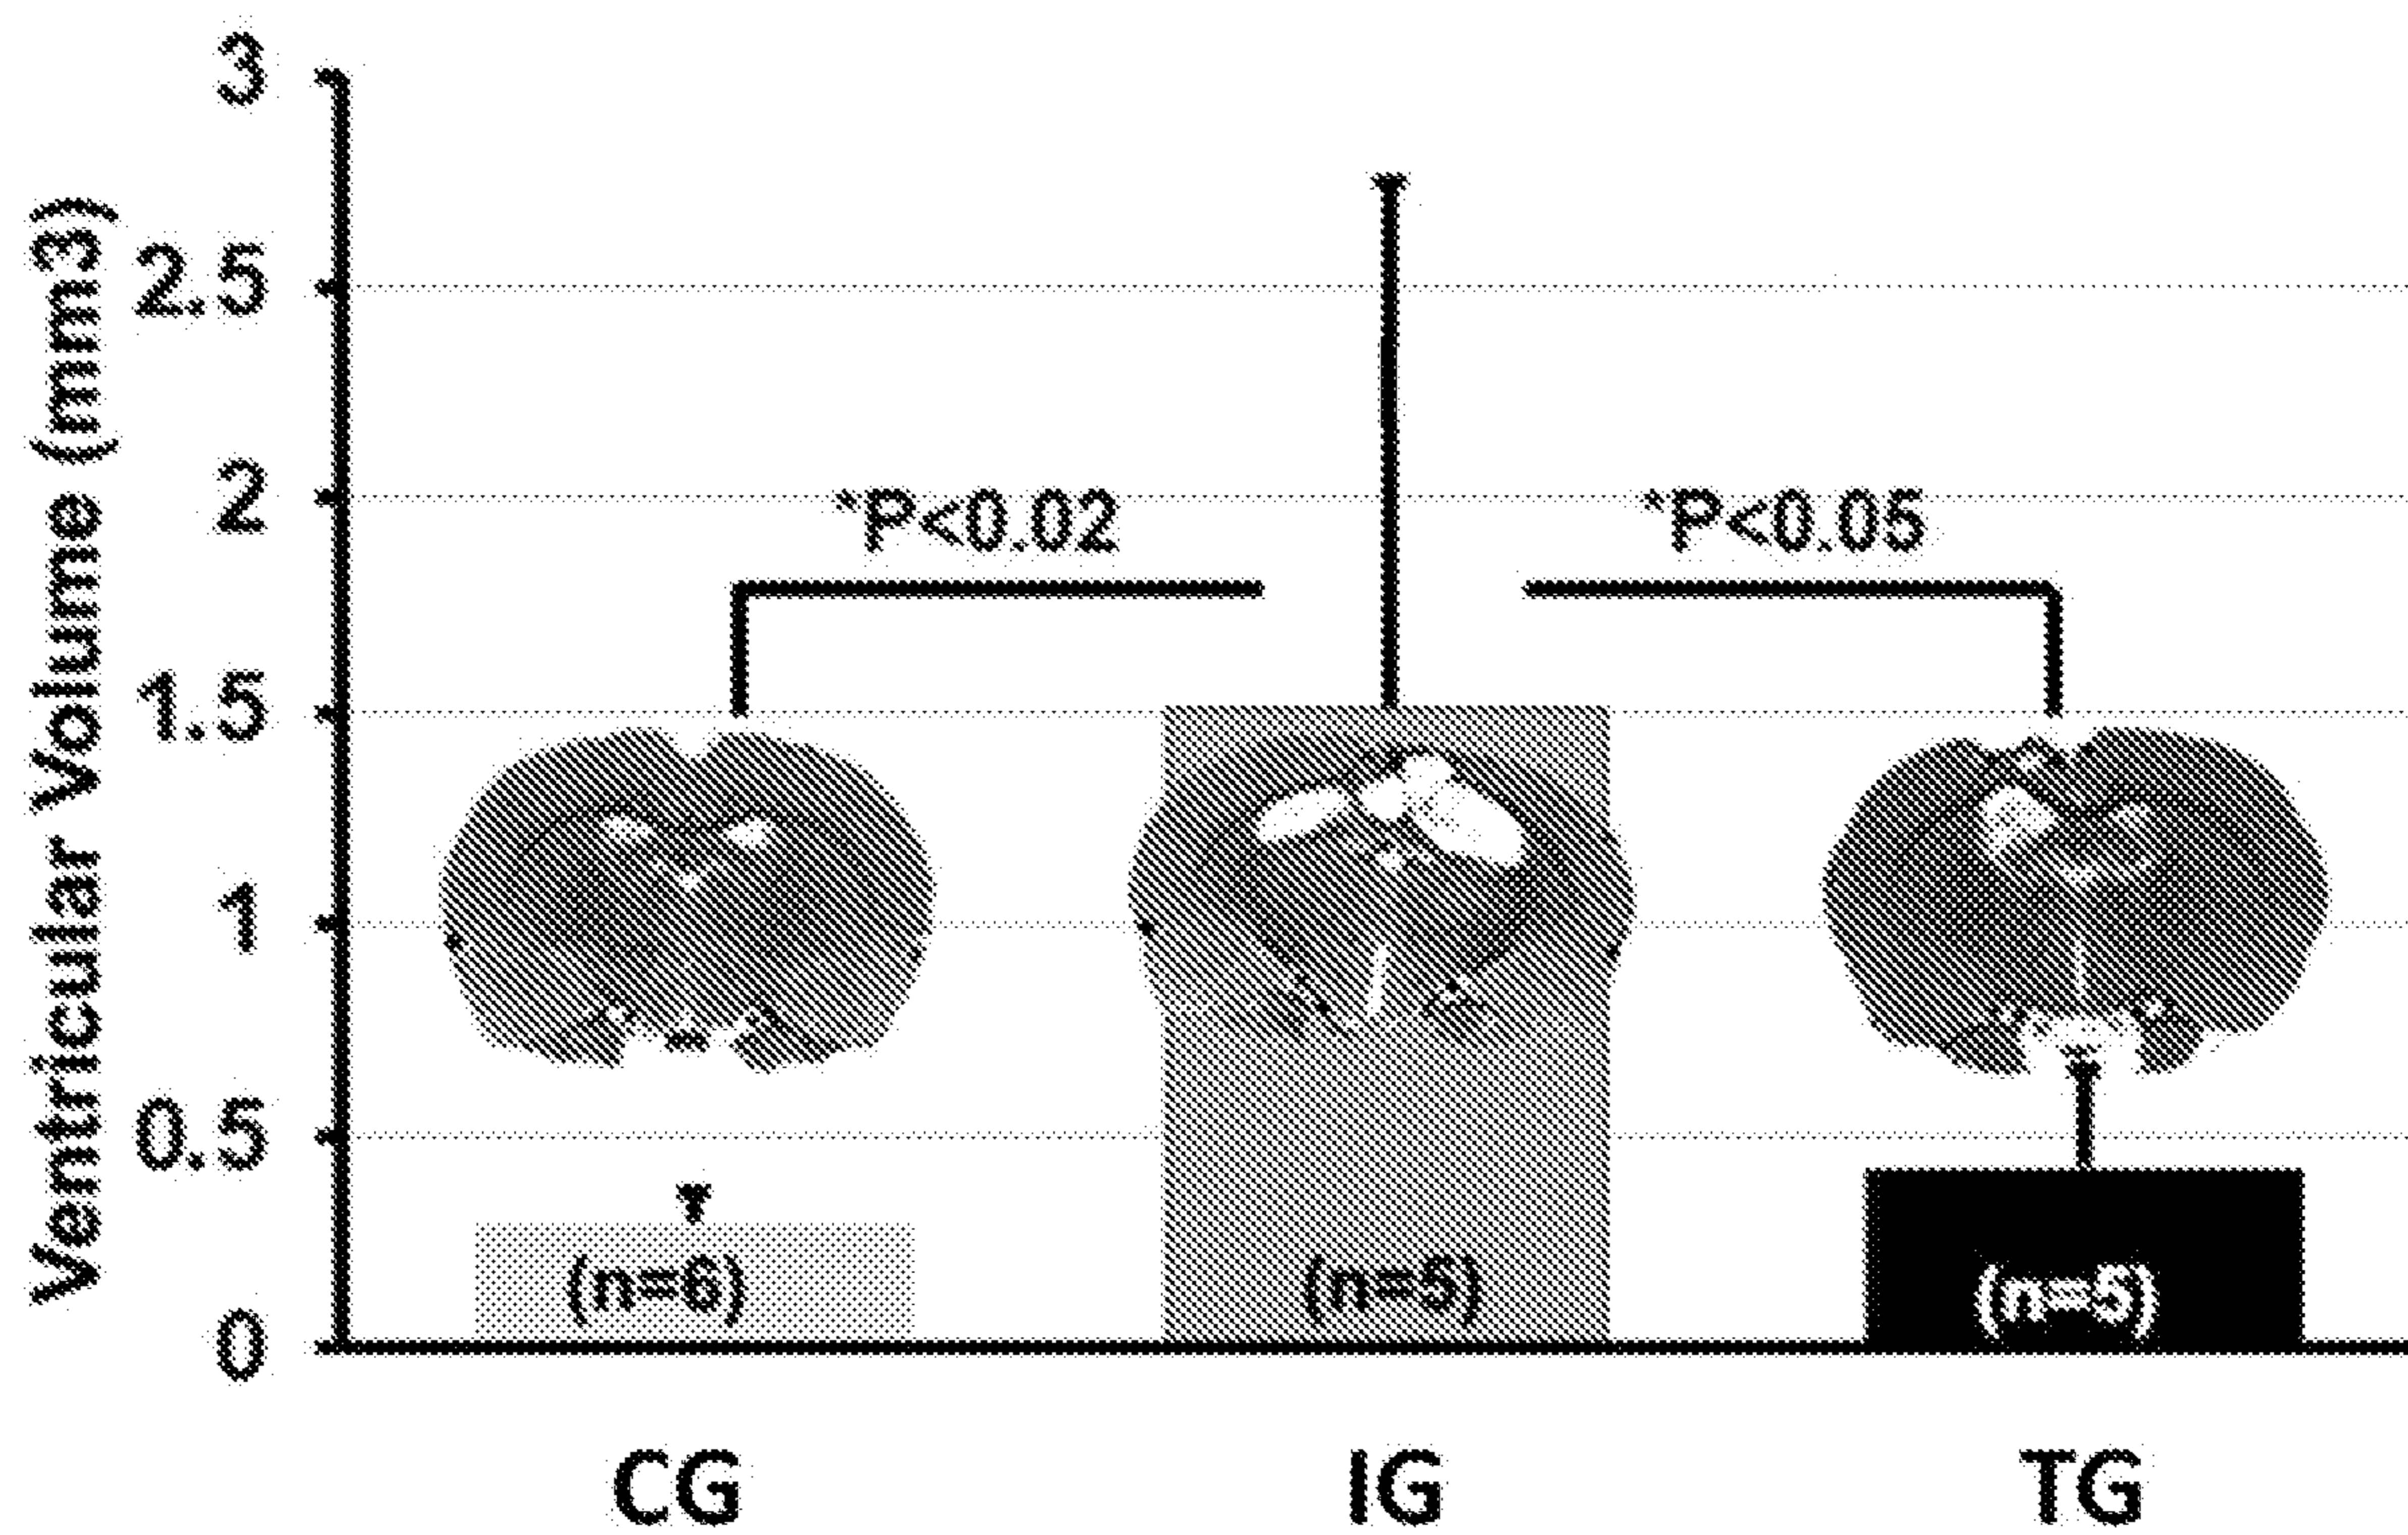 Ventricular Volume (mm3)
3
2.5
2
1.5
1
0.5
0
*P<0.02
*P<0.05
(n=6)
(n=5)
(n=5)
CG
IG
TG